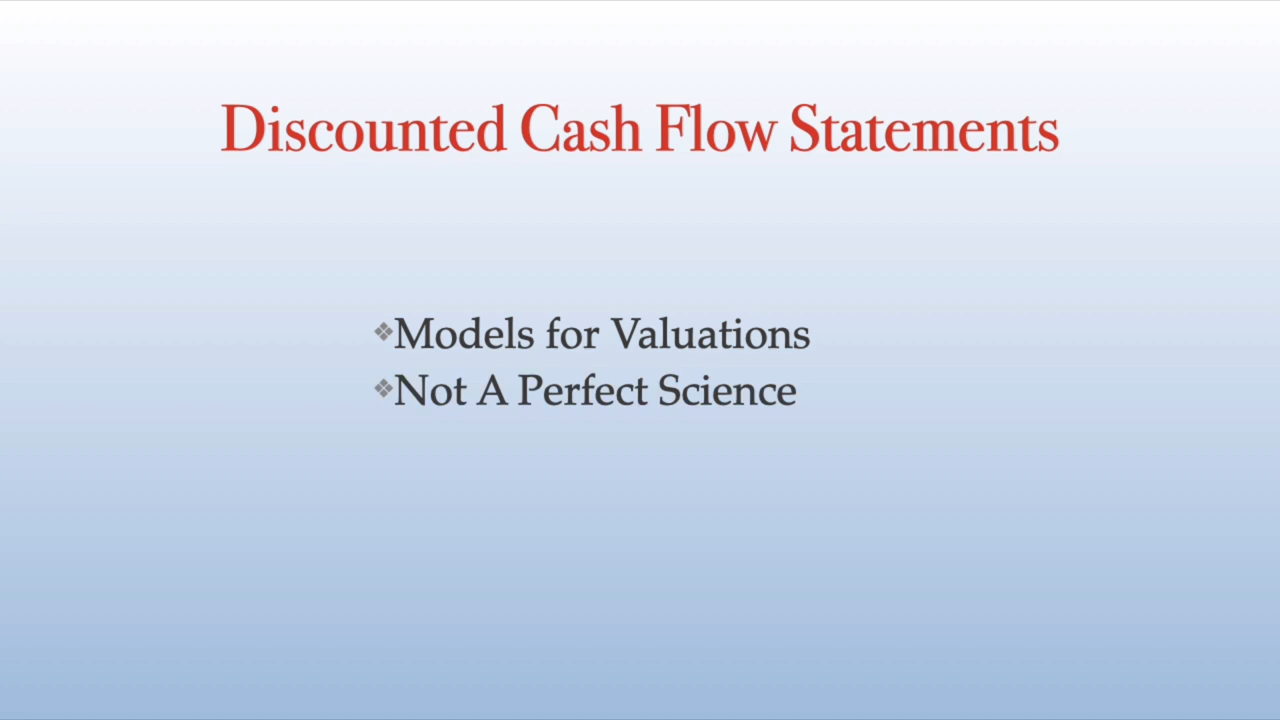 Discounted Cash Flow Statements
❖Models for Valuations
❖Not A Perfect Science